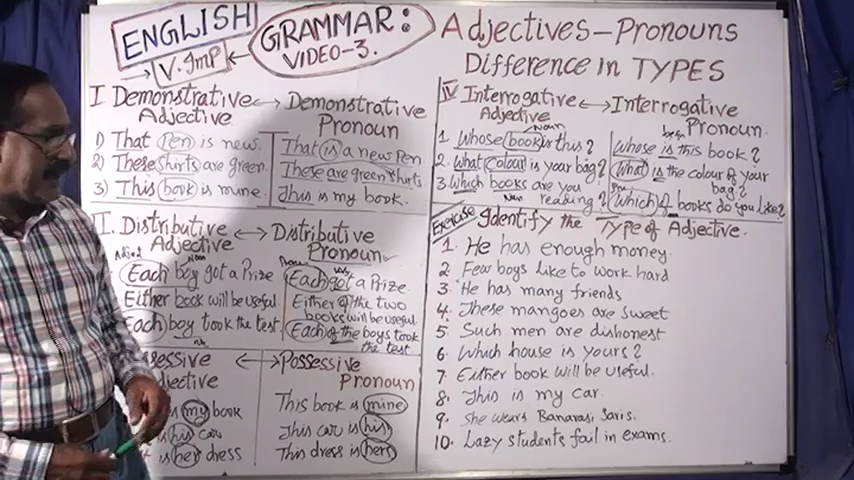 ENGLISH
GRAMMAR:
VIDEO-3.
V. Imp
Adjectives-Pronouns
Difference in TYPES
I Demonstrative
Adjective
Demonstrative
Pronoun
1) That Pen is new.
2) These shirts are green.
3) This book is mine.
That is a new Pen
These are green shirts
This is my book.
II. Distributive
Adjective
Distributive
Pronoun
Noun
Each boy got a Prize
Either book will be useful.
Each boy took the test
Each got a Prize.
Either of the two
books will be useful
Each of the boys took
the test
Possessive
Pronoun
my book
his car
her dress
This book is mine
This car is his
This dress is hers
IV Interrogative
Adjective
Interrogative
Pronoun
Noun
1. Whose book is this?
2. What colour is your bag?
3. Which books are you
reading?
Noun
Whose is this book?
What is the colour of your
bag?
Which of books do you like?
Exercise
Identify the Type of Adjective.
1. He has enough money.
2. Few boys like to work hard
3. He has many friends
4. These mangoes are sweet
5. Such men are dishonest
6. Which house is yours?
7. Either book will be useful.
8. This is my car.
9. She wears Banarasi Saris.
10. Lazy students fail in exams.